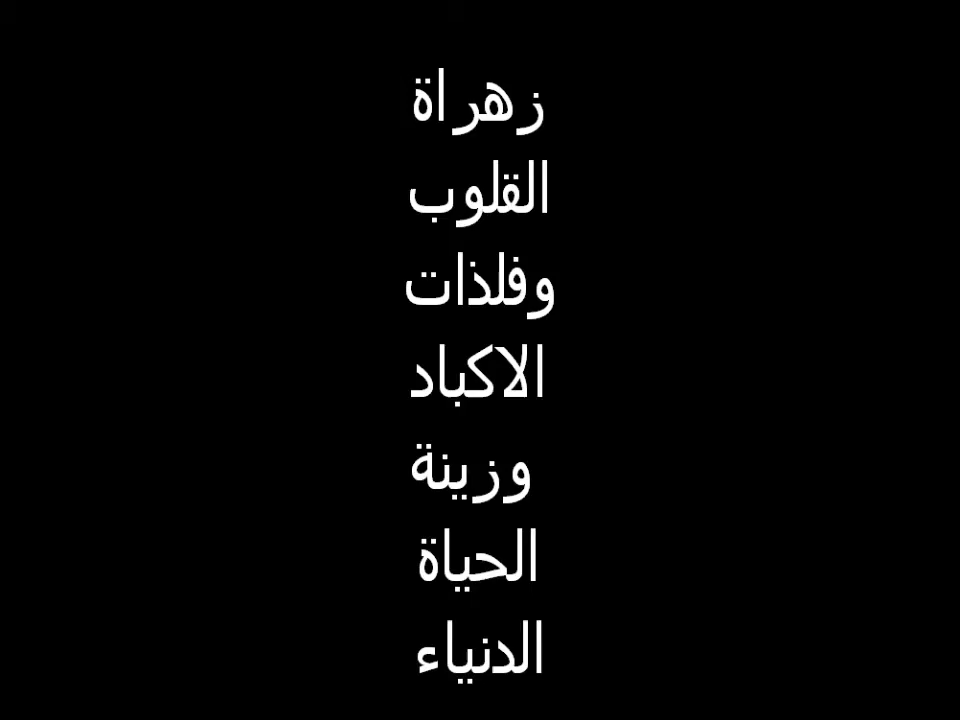 زهراة
القلوب
وفلذات
الاكباد
وزينة
الحياة
الدنياء